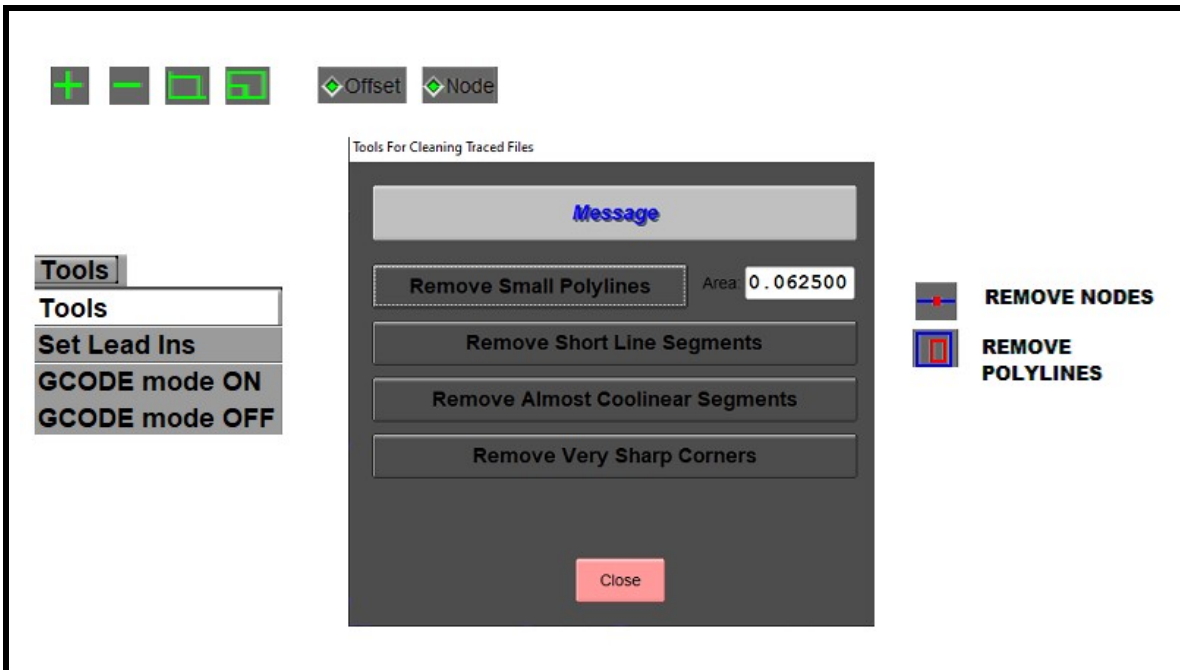 Offset
Node
Tools For Cleaning Traced Files
Message
Tools
Tools
Set Lead Ins
GCODE mode ON
GCODE mode OFF
Remove Small Polylines
Area:
0.062500
Remove Short Line Segments
Remove Almost Coolinear Segments
Remove Very Sharp Corners
Close
REMOVE NODES
REMOVE
POLYLINES